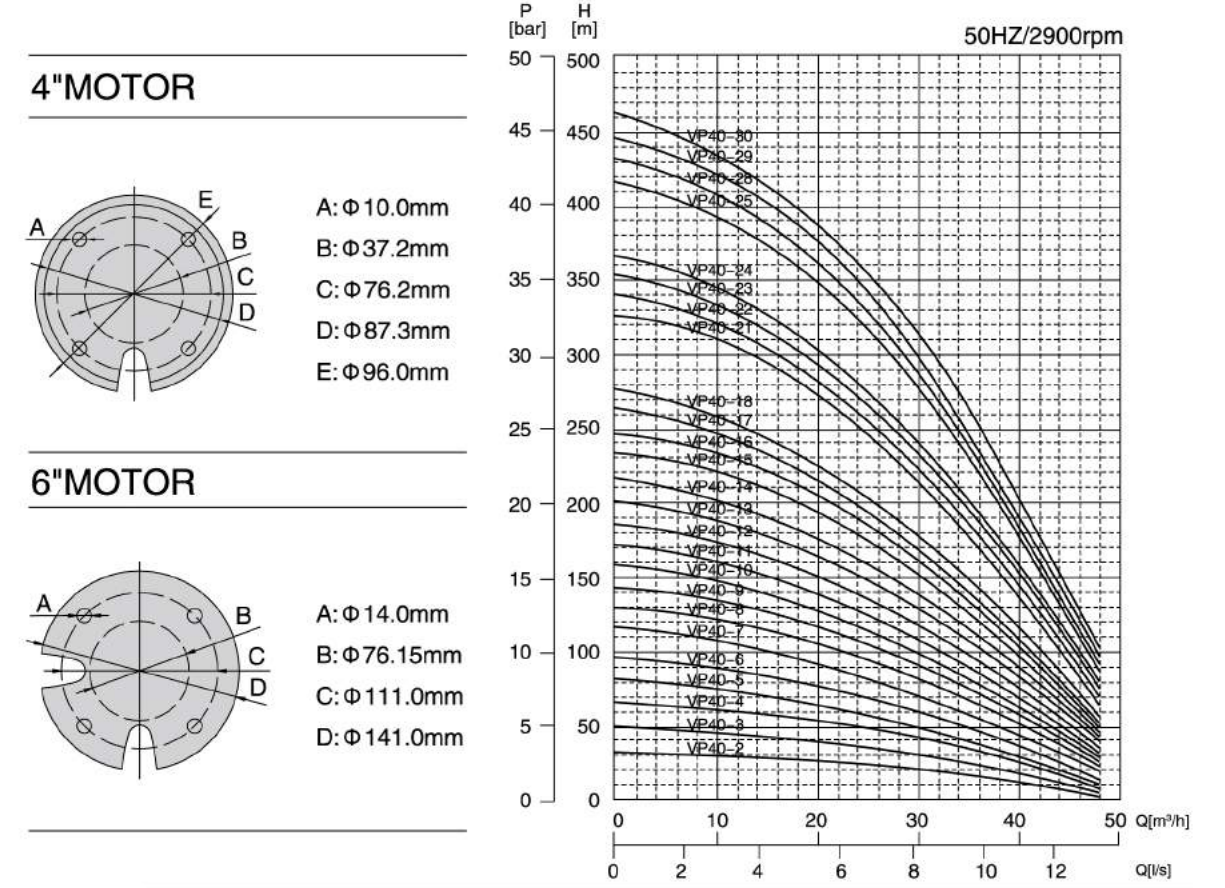 4"MOTOR
A
E
B
C
D
A: Φ10.0mm
B: Φ37.2mm
C: Φ76.2mm
D: Φ87.3mm
E: Φ96.0mm
6"MOTOR
A
B
C
D
A: Φ14.0mm
B: Φ76.15mm
C: Φ111.0mm
D: Φ141.0mm
P
[bar]
H
[m]
50HZ/2900rpm
50
500
45
450
40
400
35
350
30
300
25
250
20
200
15
150
10
100
5
50
0
0
VP40-30
VP40-29
VP40-28
VP40-25
VP40-24
VP40-23
VP40-22
VP40-21
VP40-18
VP40-17
VP40-16
VP40-15
VP40-14
VP40-13
VP40-12
VP40-11
VP40-10
VP40-9
VP40-8
VP40-7
VP40-6
VP40-5
VP40-4
VP40-3
VP40-2
0 10 20 30 40 50 Q[m³/h]
0 2 4 6 8 10 12 Q[l/s]